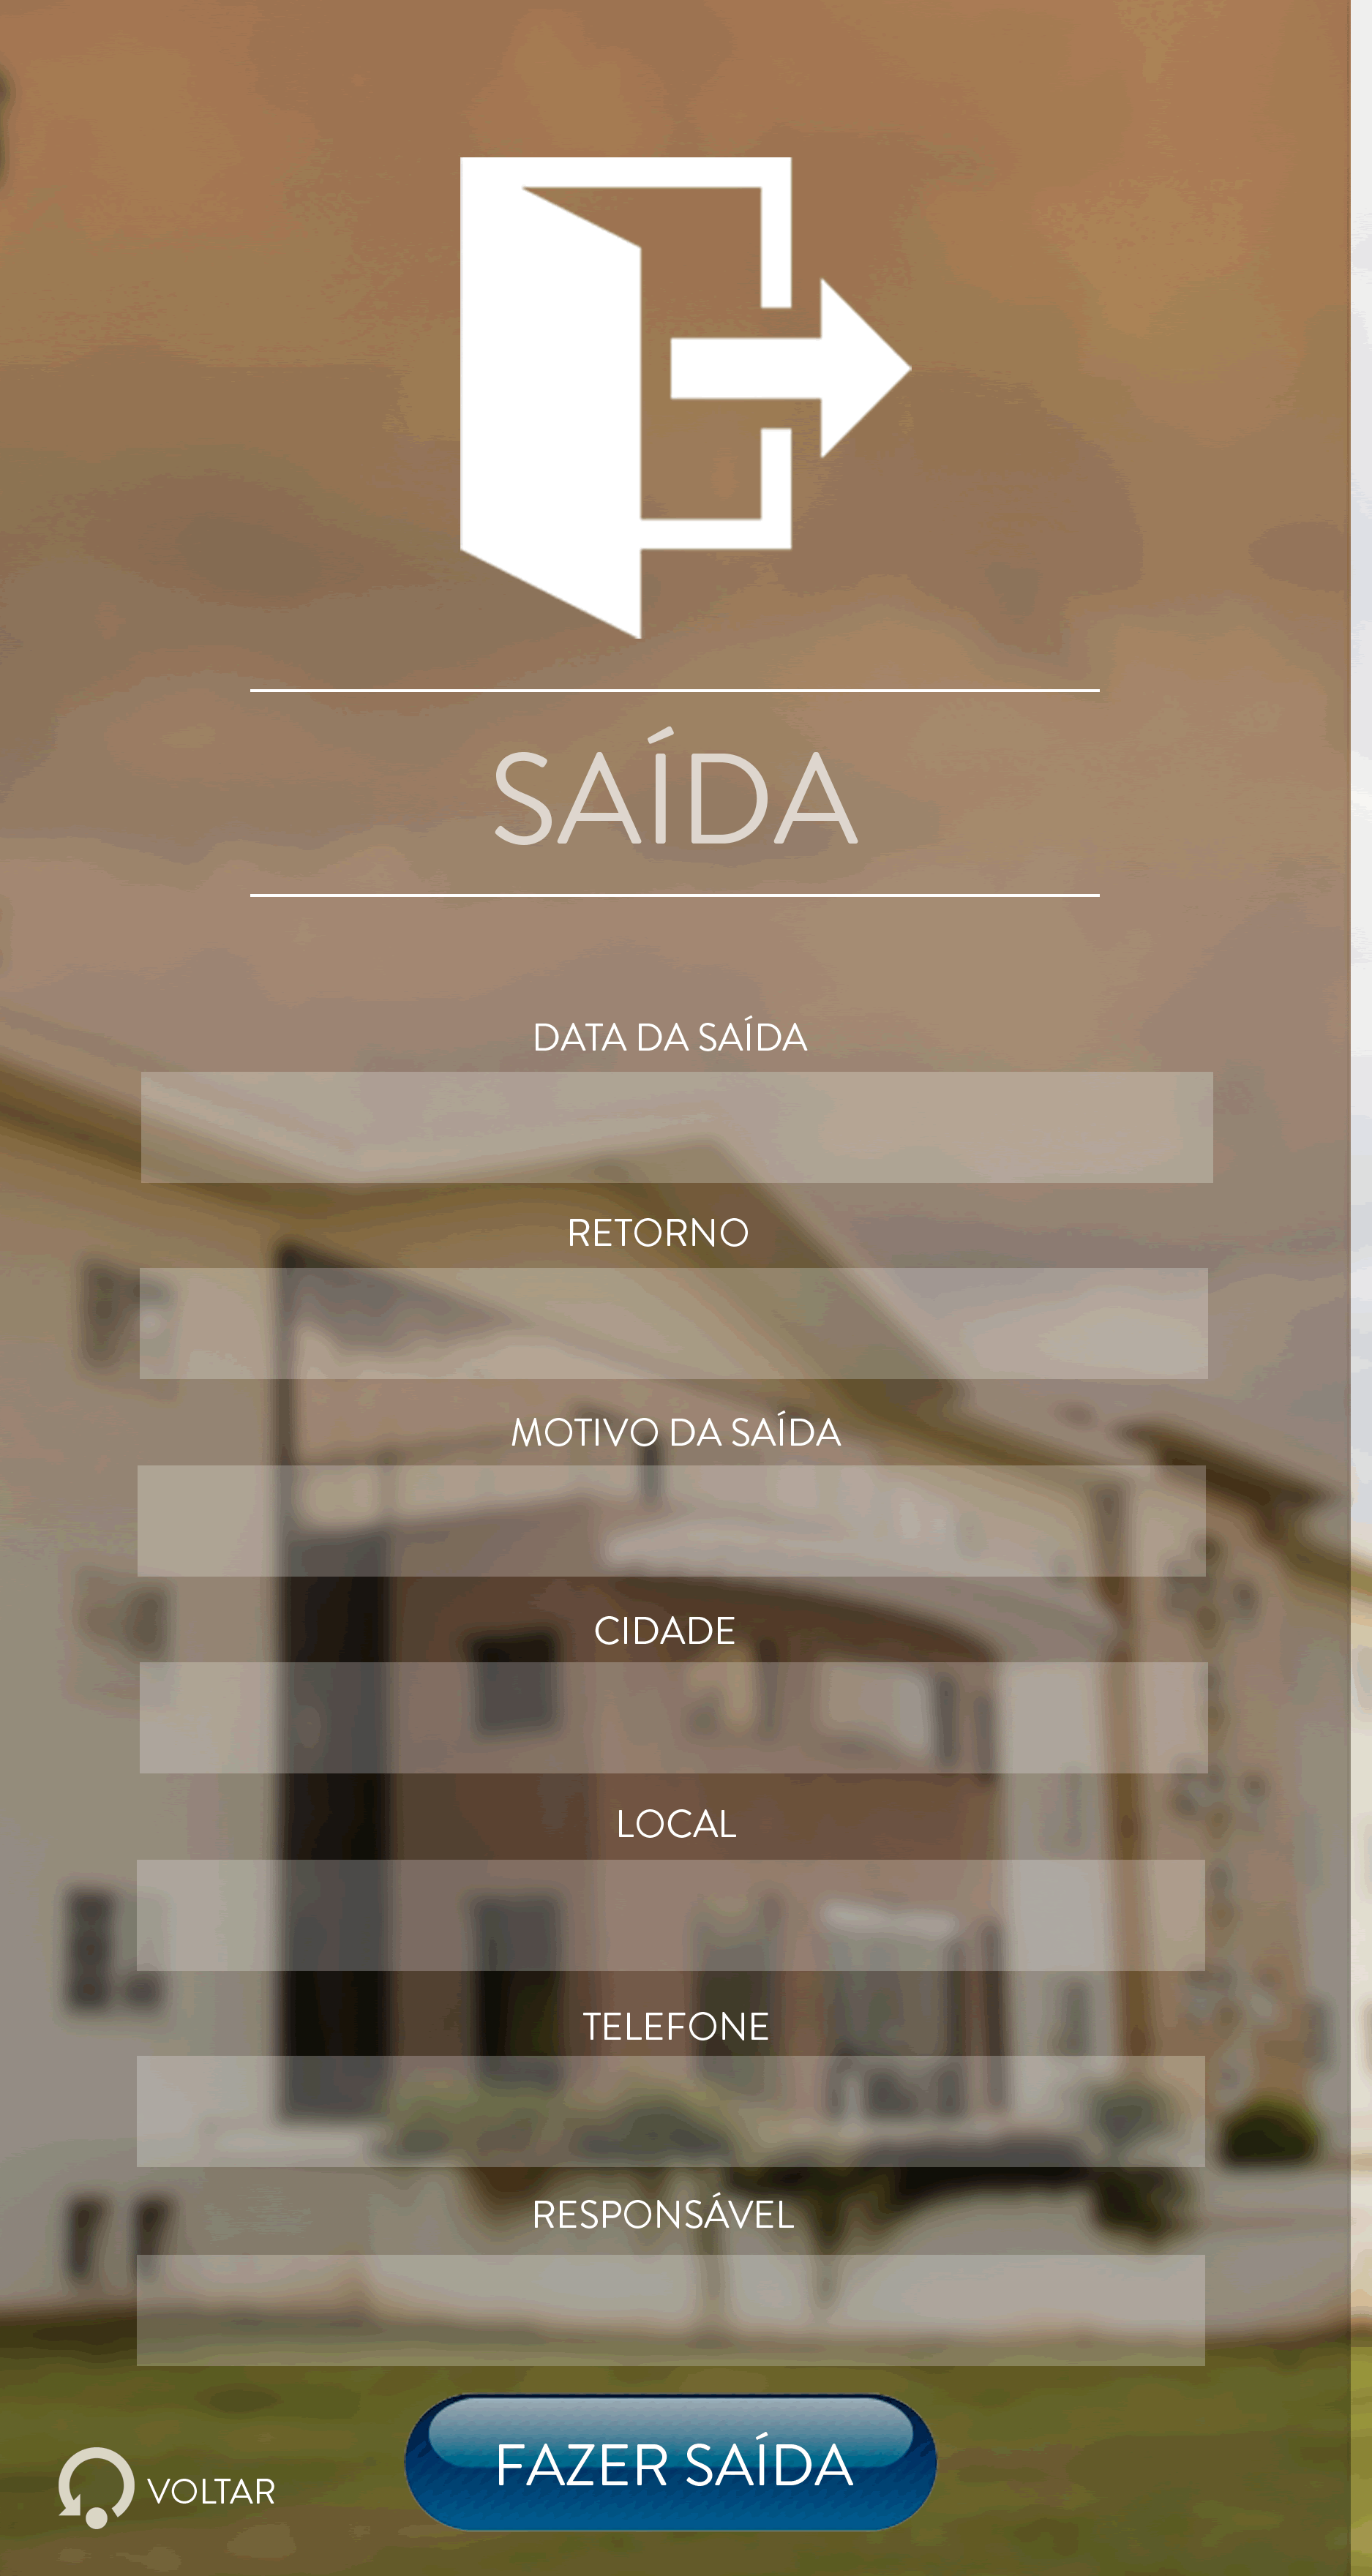 SAÍDA
DATA DA SAÍDA
RETORNO
MOTIVO DA SAÍDA
CIDADE
LOCAL
TELEFONE
RESPONSÁVEL
FAZER SAÍDA
VOLTAR